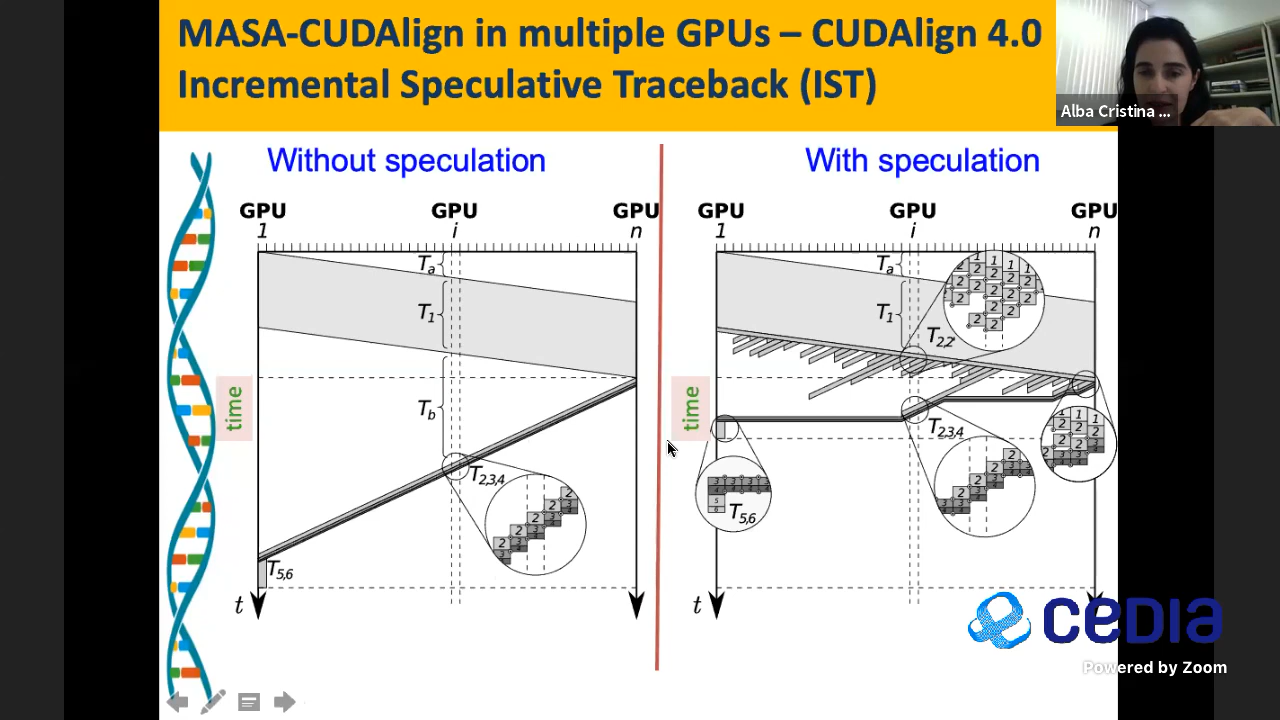 MASA-CUDAlign in multiple GPUs – CUDAlign 4.0
Incremental Speculative Traceback (IST)
Alba Cristina ...
Without speculation
With speculation
GPU GPU GPU
1 i n
GPU GPU GPU
1 i n
Ta
T1
Tb
T2,3,4
T5,6
time
t
Ta
T1
T2,2'
T2,3,4
T5,6
time
t
cedia
Powered by Zoom